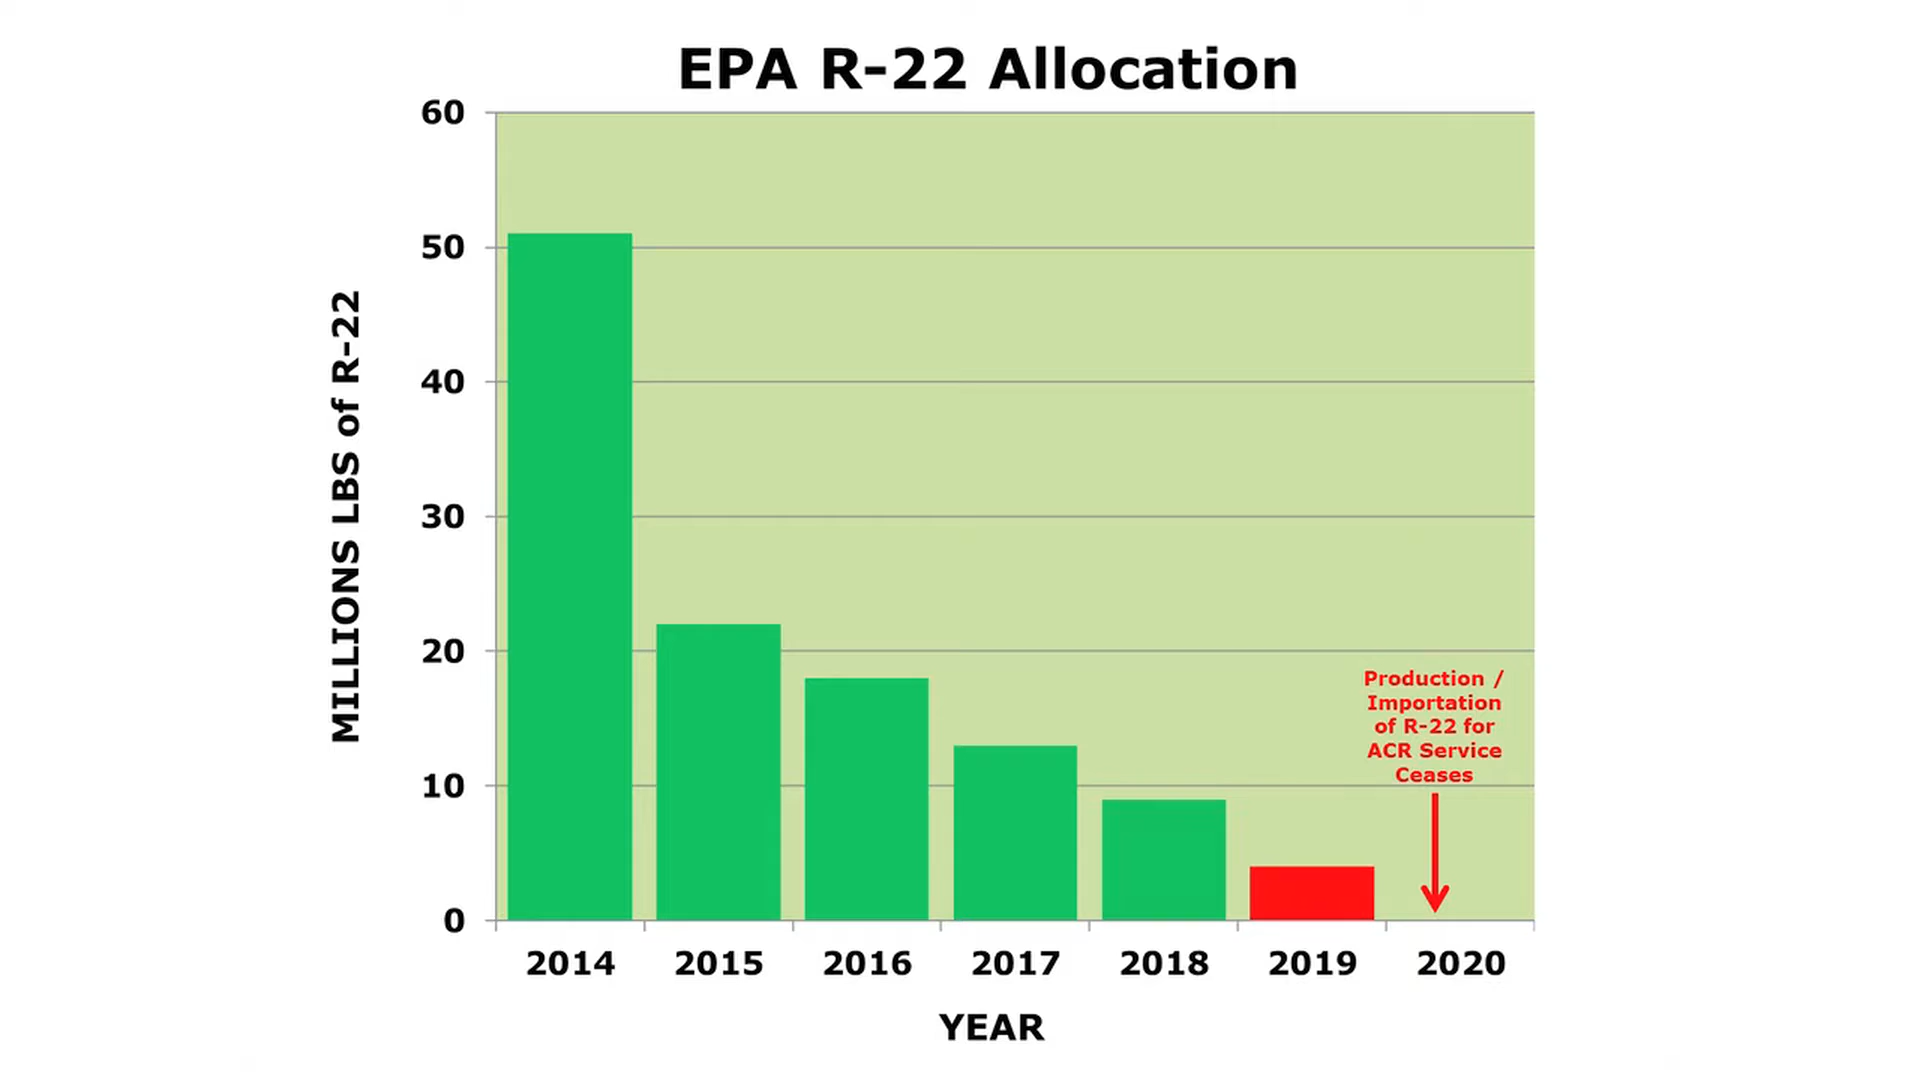 EPA R-22 Allocation
60
50
40
30
20
10
0
MILLIONS LBS of R-22
Production /
Importation
of R-22 for
ACR Service
Ceases
2014 2015 2016 2017 2018 2019 2020
YEAR